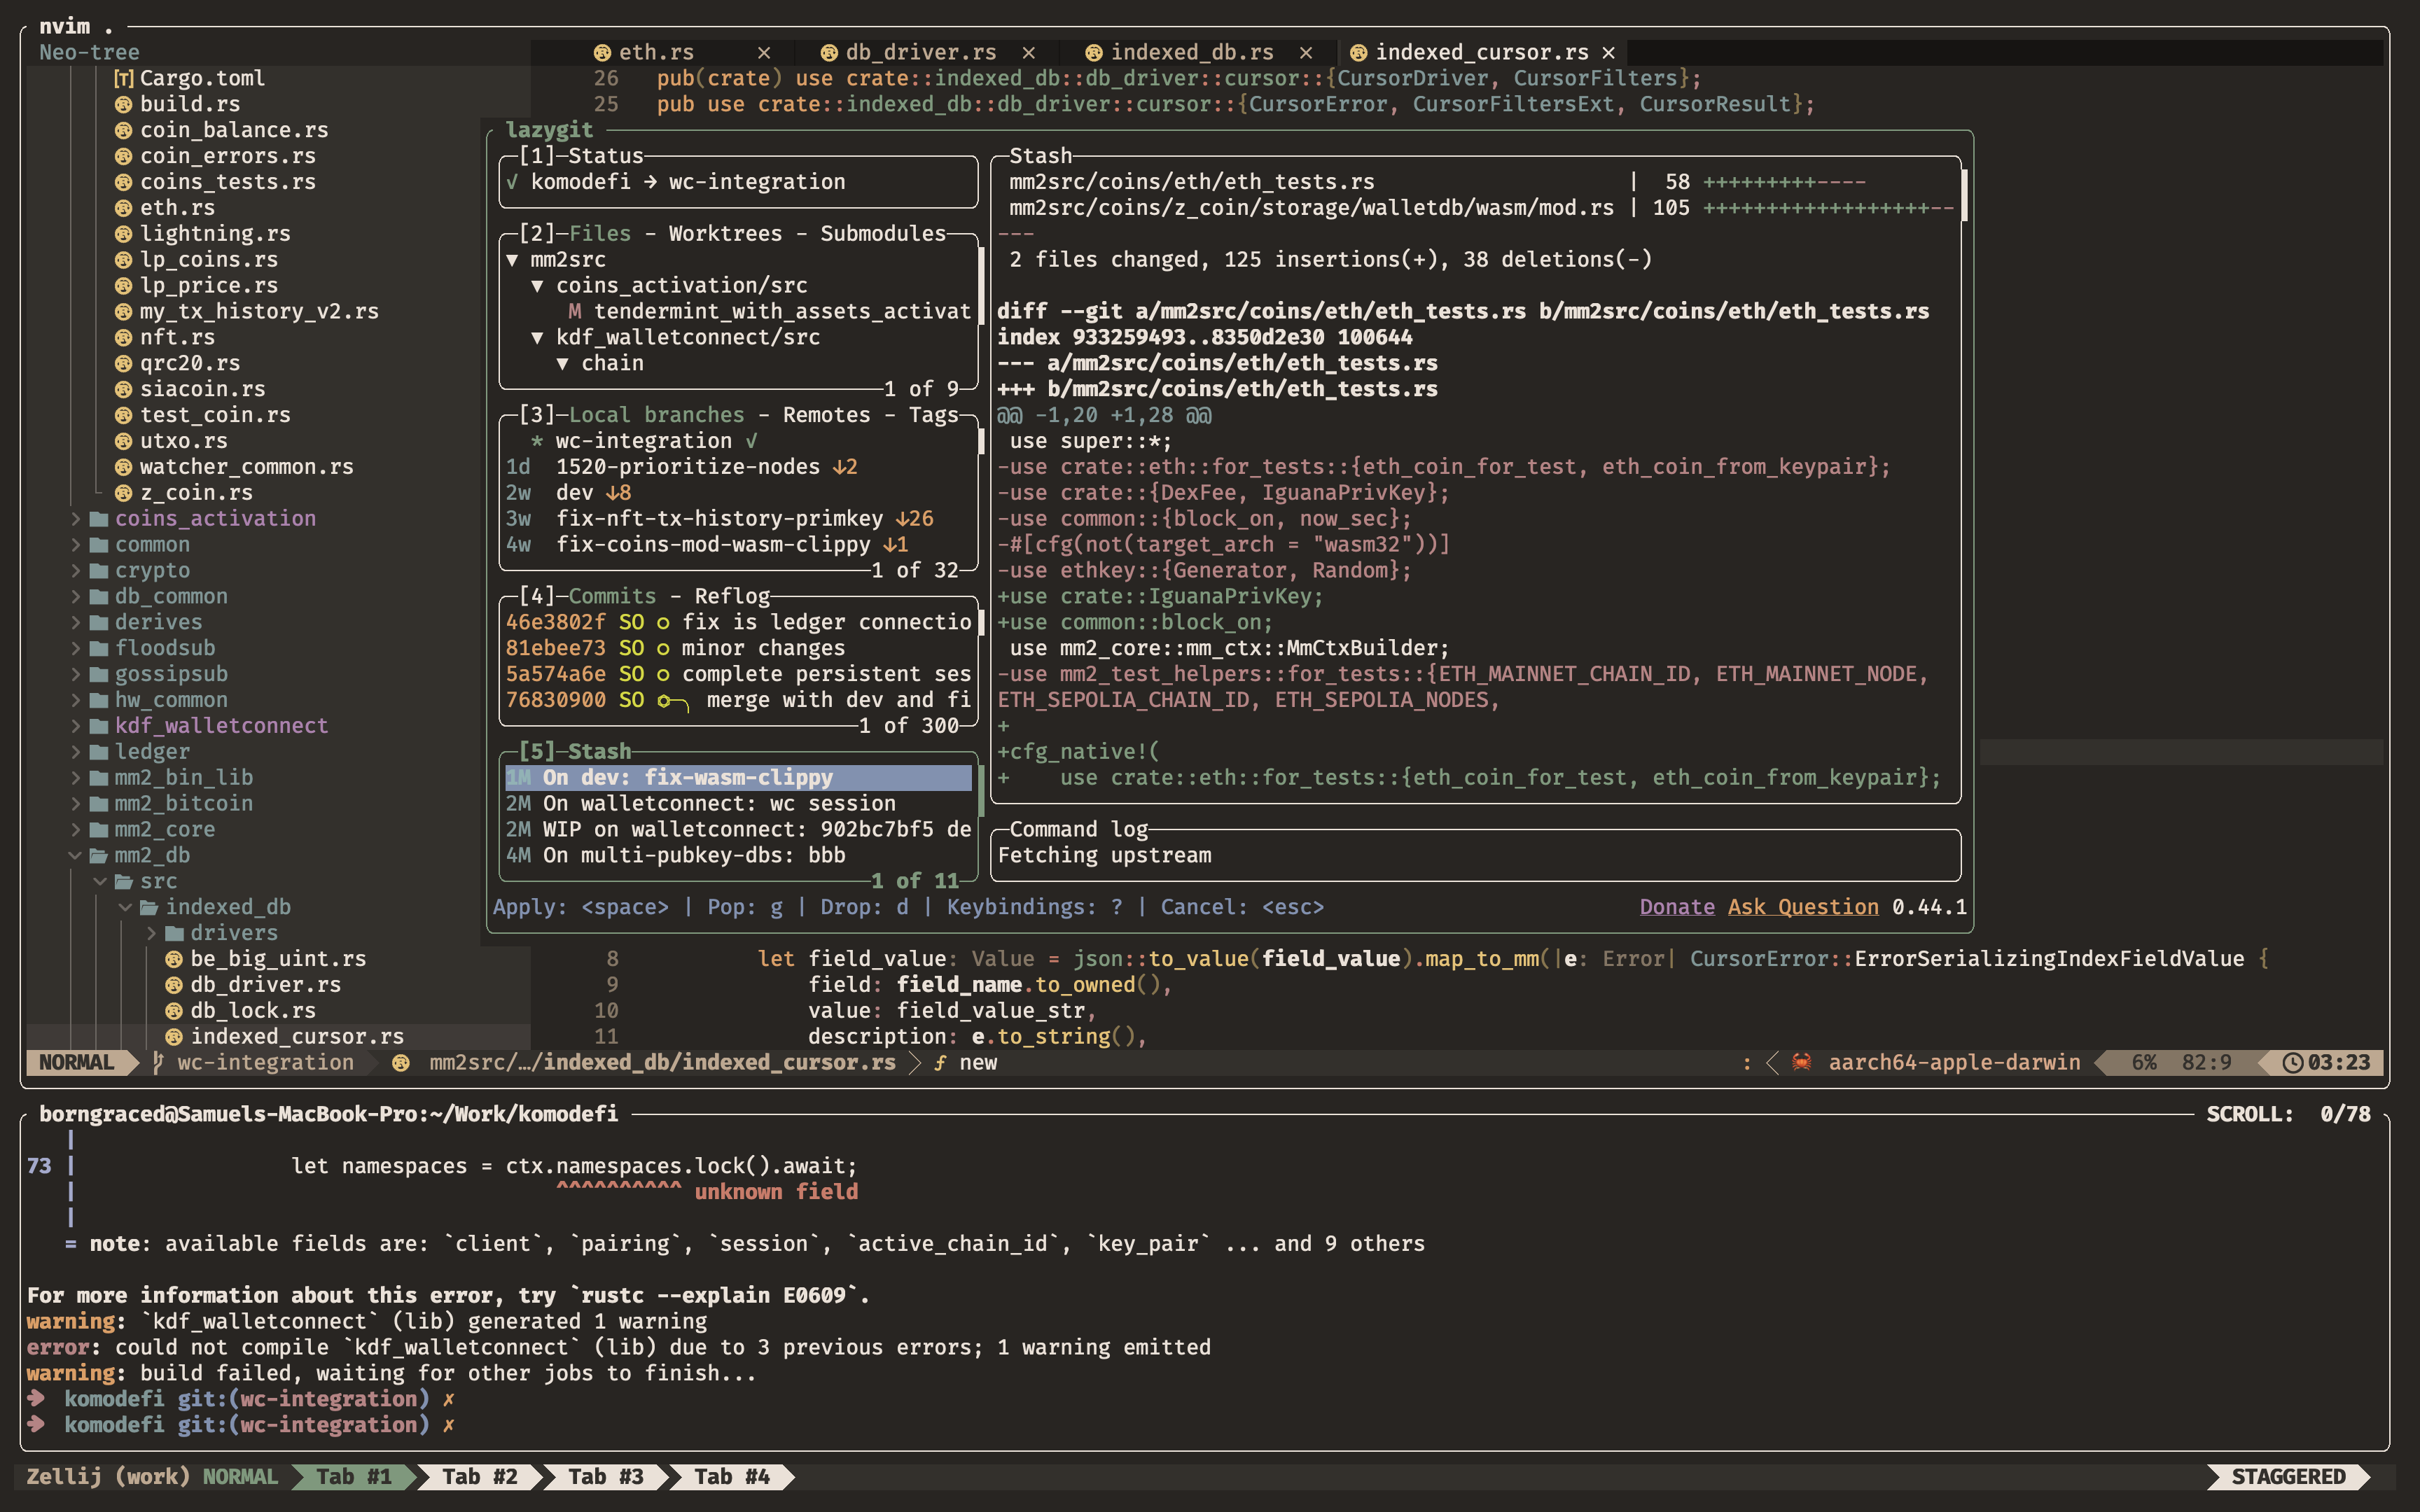 nvim .
Neo-tree
eth.rs × db_driver.rs × indexed_db.rs × indexed_cursor.rs ×
Cargo.toml
build.rs
coin_balance.rs
coin_errors.rs
coins_tests.rs
eth.rs
lightning.rs
lp_coins.rs
lp_price.rs
my_tx_history_v2.rs
nft.rs
qrc20.rs
siacoin.rs
test_coin.rs
utxo.rs
watcher_common.rs
z_coin.rs
coins_activation
common
crypto
db_common
derives
floodsub
gossipsub
hw_common
kdf_walletconnect
ledger
mm2_bin_lib
mm2_bitcoin
mm2_core
mm2_db
src
indexed_db
drivers
be_big_uint.rs
db_driver.rs
db_lock.rs
indexed_cursor.rs
26 pub(crate) use crate::indexed_db::db_driver::cursor::{CursorDriver, CursorFilters};
25 pub use crate::indexed_db::db_driver::cursor::{CursorError, CursorFiltersExt, CursorResult};
lazygit
[1]─Status
√ komodefi → wc-integration
[2]─Files - Worktrees - Submodules
▼ mm2src
▼ coins_activation/src
M tendermint_with_assets_activat
▼ kdf_walletconnect/src
▼ chain
1 of 9
[3]─Local branches - Remotes - Tags
* wc-integration √
1d 1520-prioritize-nodes ↓2
2w dev ↓8
3w fix-nft-tx-history-primkey ↓26
4w fix-coins-mod-wasm-clippy ↓1
1 of 32
[4]─Commits - Reflog
46e3802f SO o fix is ledger connectio
81ebee73 SO o minor changes
5a574a6e SO o complete persistent ses
76830900 SO merge with dev and fi
1 of 300
[5]─Stash
1M On dev: fix-wasm-clippy
2M On walletconnect: wc session
2M WIP on walletconnect: 902bc7bf5 de
4M On multi-pubkey-dbs: bbb
1 of 11
Stash
mm2src/coins/eth/eth_tests.rs | 58 +++++++++----
mm2src/coins/z_coin/storage/walletdb/wasm/mod.rs | 105 ++++++++++++++++++--
---
2 files changed, 125 insertions(+), 38 deletions(-)
diff --git a/mm2src/coins/eth/eth_tests.rs b/mm2src/coins/eth/eth_tests.rs
index 933259493..8350d2e30 100644
--- a/mm2src/coins/eth/eth_tests.rs
+++ b/mm2src/coins/eth/eth_tests.rs
@@ -1,20 +1,28 @@
use super::*;
-use crate::eth::for_tests::{eth_coin_for_test, eth_coin_from_keypair};
-use crate::{DexFee, IguanaPrivKey};
-use common::{block_on, now_sec};
-#[cfg(not(target_arch = "wasm32"))]
-use ethkey::{Generator, Random};
+use crate::IguanaPrivKey;
+use common::block_on;
use mm2_core::mm_ctx::MmCtxBuilder;
-use mm2_test_helpers::for_tests::{ETH_MAINNET_CHAIN_ID, ETH_MAINNET_NODE,
ETH_SEPOLIA_CHAIN_ID, ETH_SEPOLIA_NODES,
+
+cfg_native!(
+ use crate::eth::for_tests::{eth_coin_for_test, eth_coin_from_keypair};
Command log
Fetching upstream
Apply: <space> | Pop: g | Drop: d | Keybindings: ? | Cancel: <esc> Donate Ask Question 0.44.1
8 let field_value: Value = json::to_value(field_value).map_to_mm(|e: Error| CursorError::ErrorSerializingIndexFieldValue {
9 field: field_name.to_owned(),
10 value: field_value_str,
11 description: e.to_string(),
NORMAL wc-integration mm2src/…/indexed_db/indexed_cursor.rs ƒ new : aarch64-apple-darwin 6% 82:9 03:23
borngraced@Samuels-MacBook-Pro:~/Work/komodefi SCROLL: 0/78
|
73 | let namespaces = ctx.namespaces.lock().await;
| ^^^^^^^^^^ unknown field
|
= note: available fields are: `client`, `pairing`, `session`, `active_chain_id`, `key_pair` ... and 9 others
For more information about this error, try `rustc --explain E0609`.
warning: `kdf_walletconnect` (lib) generated 1 warning
error: could not compile `kdf_walletconnect` (lib) due to 3 previous errors; 1 warning emitted
warning: build failed, waiting for other jobs to finish...
➜ komodefi git:(wc-integration) ✗
➜ komodefi git:(wc-integration) ✗
Zellij (work) NORMAL Tab #1 Tab #2 Tab #3 Tab #4 STAGGERED